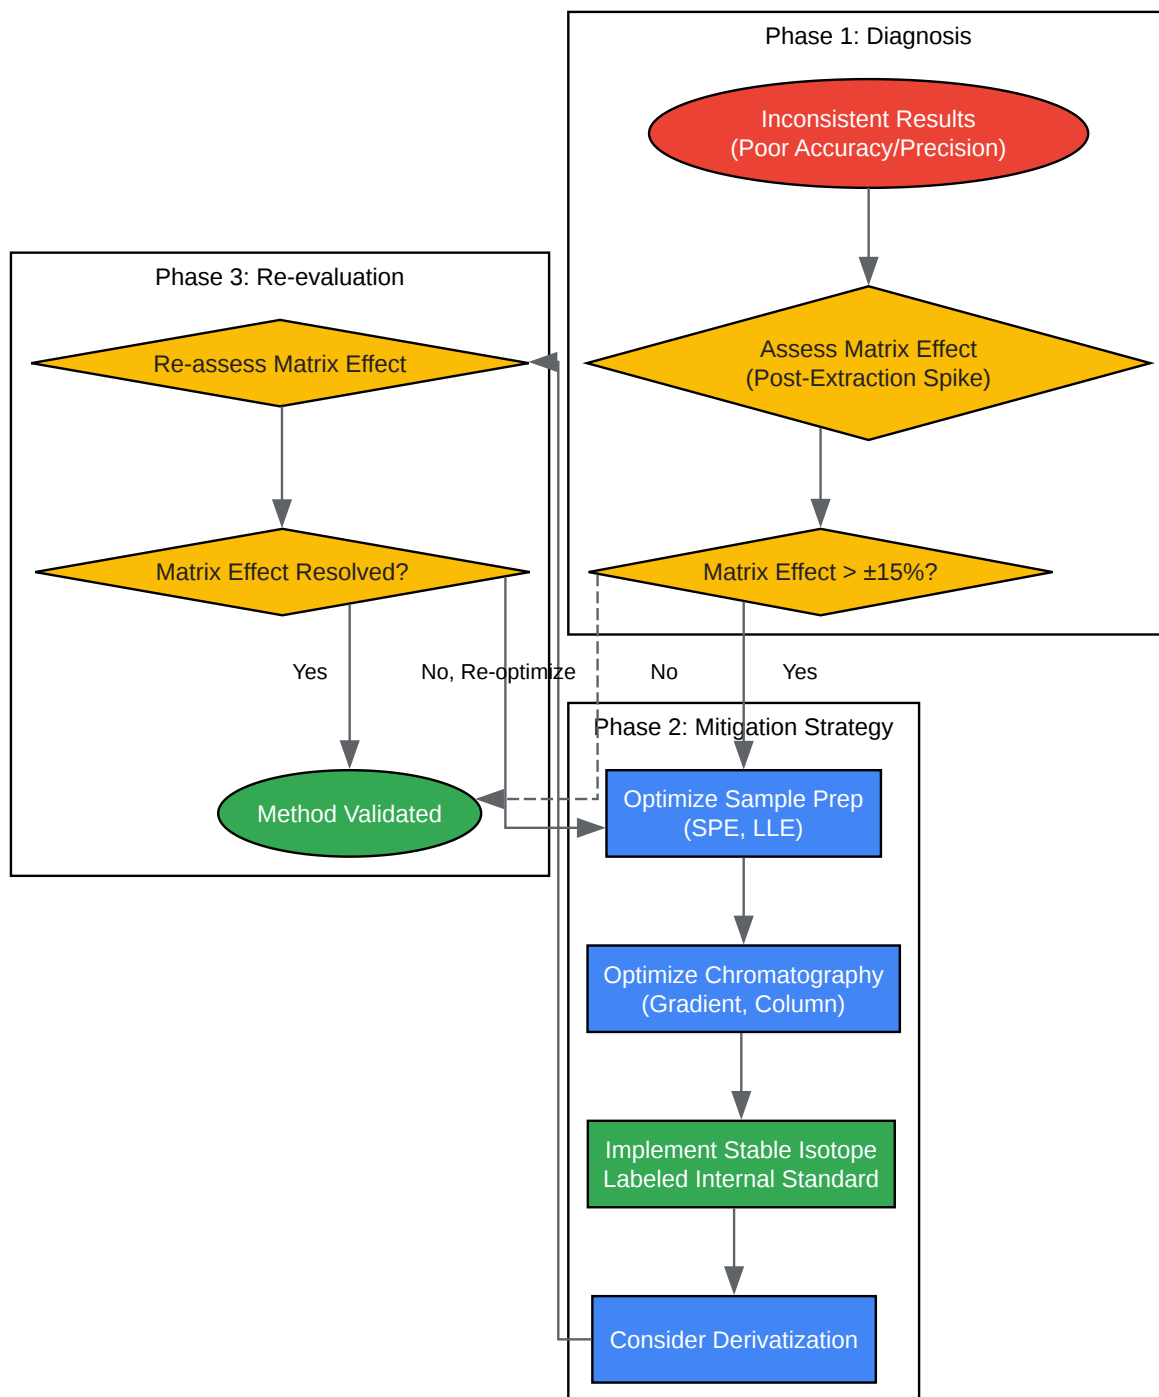 Phase 1: Diagnosis
Inconsistent Results
(Poor Accuracy/Precision)
Assess Matrix Effect
(Post-Extraction Spike)
Matrix Effect > ±15%?
No
Yes
Phase 2: Mitigation Strategy
Optimize Sample Prep
(SPE, LLE)
Optimize Chromatography
(Gradient, Column)
Implement Stable Isotope
Labeled Internal Standard
Consider Derivatization
Phase 3: Re-evaluation
Re-assess Matrix Effect
Matrix Effect Resolved?
Yes
No, Re-optimize
Method Validated